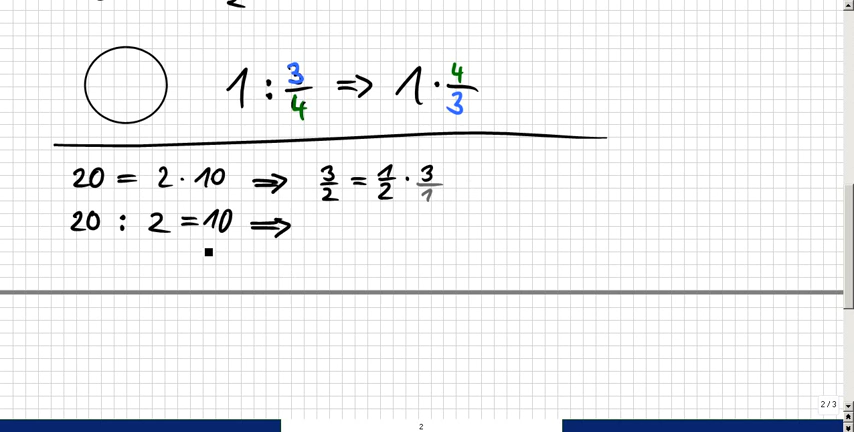 1 : 3/4 => 1 · 4/3
20 = 2 · 10 => 3/2 = 1/2 · 3/1
20 : 2 = 10 =>
2/3
2